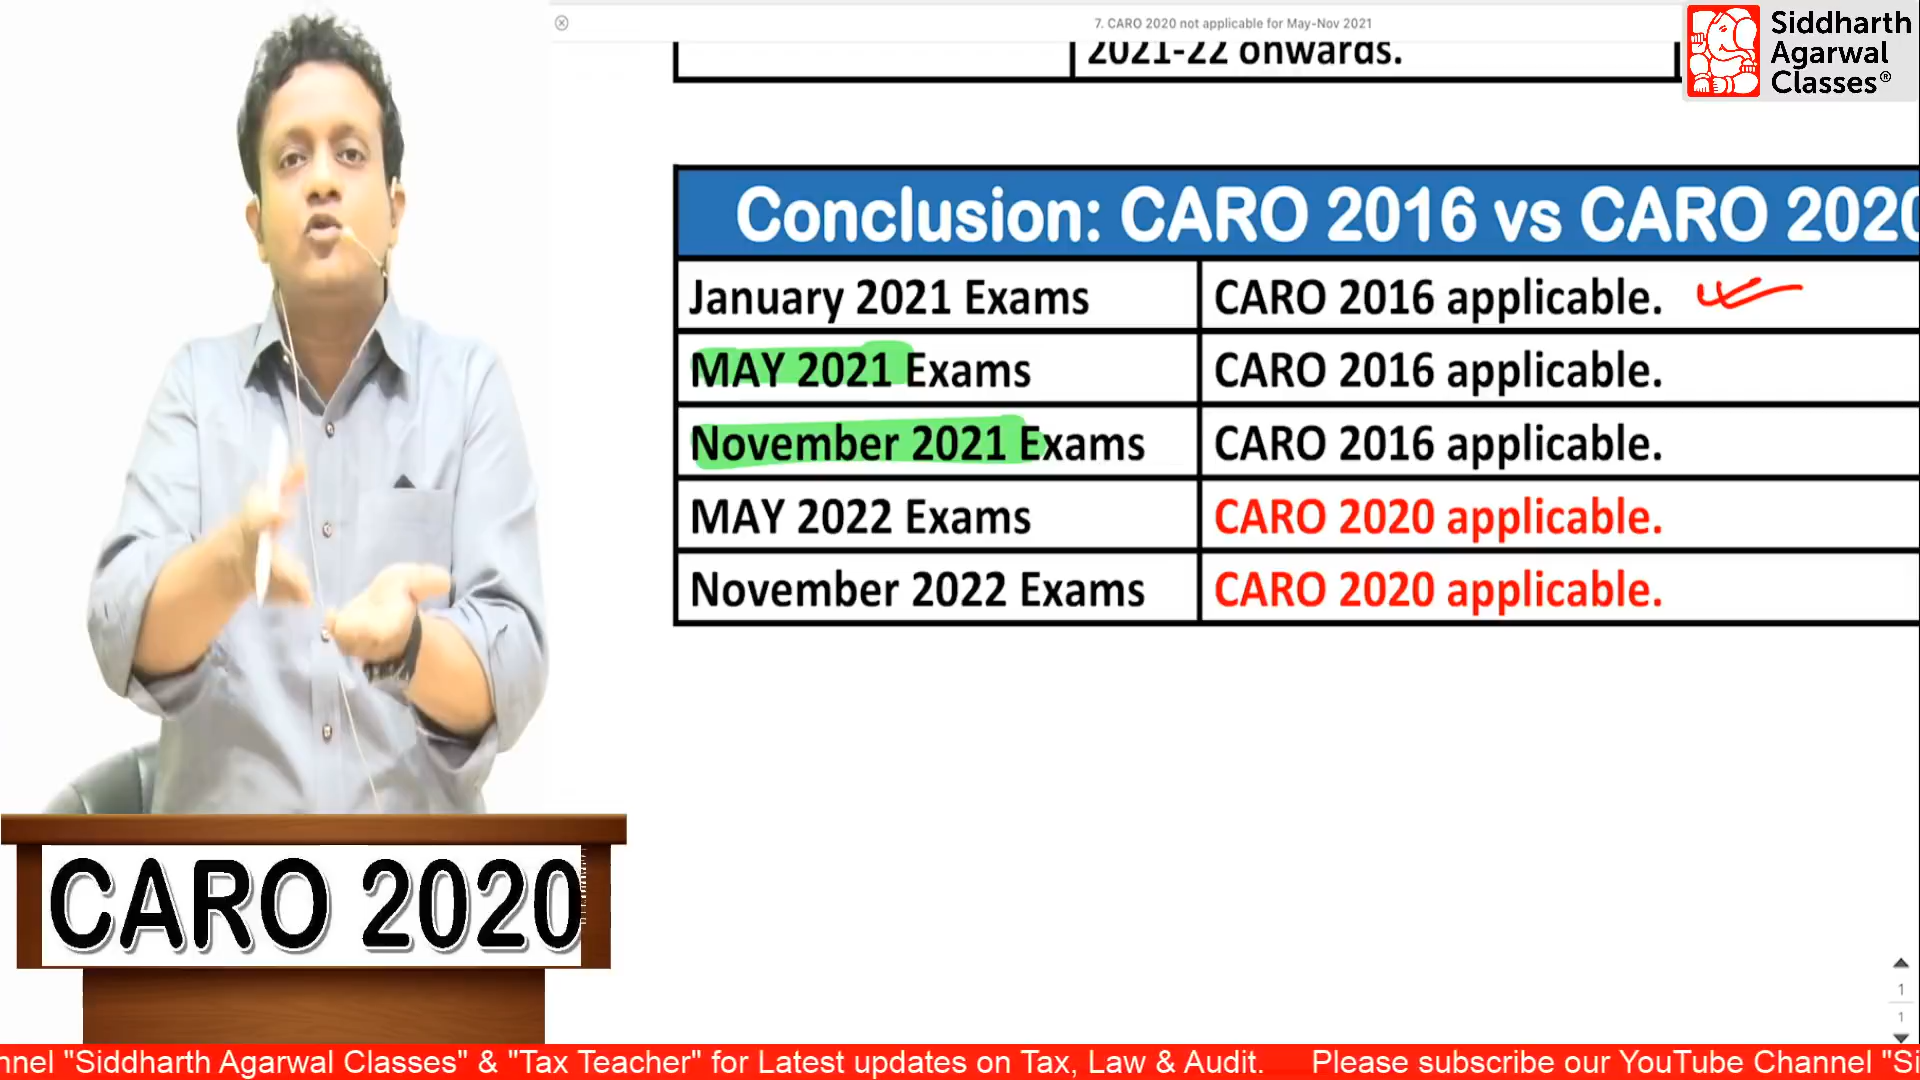 7. CARO 2020 not applicable for May-Nov 2021
Siddharth
Agarwal
Classes®
2021-22 onwards.
Conclusion: CARO 2016 vs CARO 2020
January 2021 Exams CARO 2016 applicable.
MAY 2021 Exams CARO 2016 applicable.
November 2021 Exams CARO 2016 applicable.
MAY 2022 Exams CARO 2020 applicable.
November 2022 Exams CARO 2020 applicable.
CARO 2020
1
1
nnel "Siddharth Agarwal Classes" & "Tax Teacher" for Latest updates on Tax, Law & Audit. Please subscribe our YouTube Channel "Si